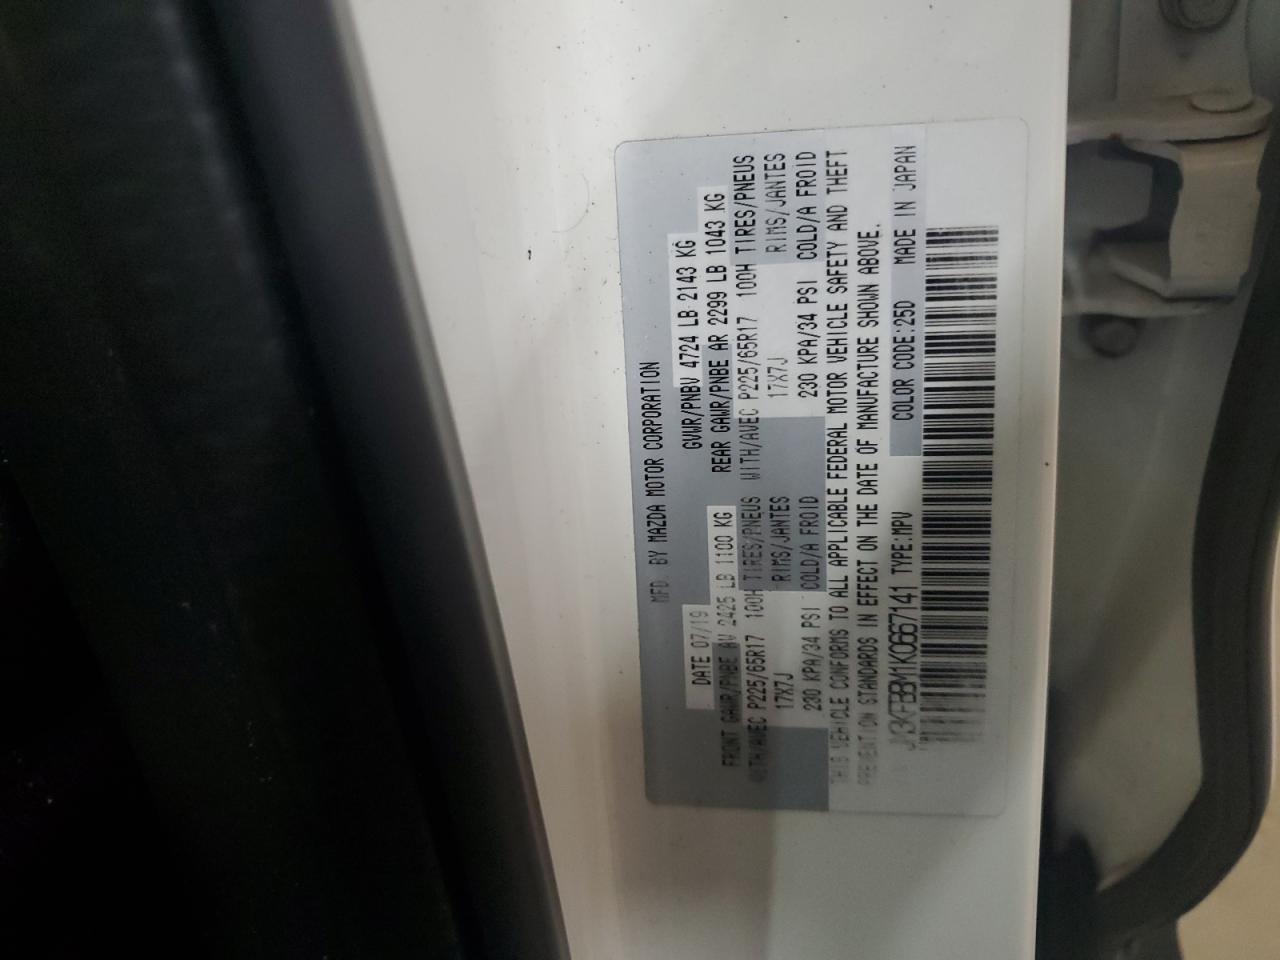 MFD BY MAZDA MOTOR CORPORATION
DATE 07/19 GVWR/PNBV 4724 LB 2143 KG
FRONT GAWR/PNBE AV 2425 LB 1100 KG REAR GAWR/PNBE AR 2299 LB 1043 KG
WITH/AVEC P225/65R17 100H TIRES/PNEUS WITH/AVEC P225/65R17 100H TIRES/PNEUS
17X7J RIMS/JANTES 17X7J RIMS/JANTES
230 KPA/34 PSI COLD/A FROID 230 KPA/34 PSI COLD/A FROID
THIS VEHICLE CONFORMS TO ALL APPLICABLE FEDERAL MOTOR VEHICLE SAFETY AND THEFT
PREVENTION STANDARDS IN EFFECT ON THE DATE OF MANUFACTURE SHOWN ABOVE.
JM3KFBBM1K0667141 TYPE:MPV COLOR CODE:25D MADE IN JAPAN